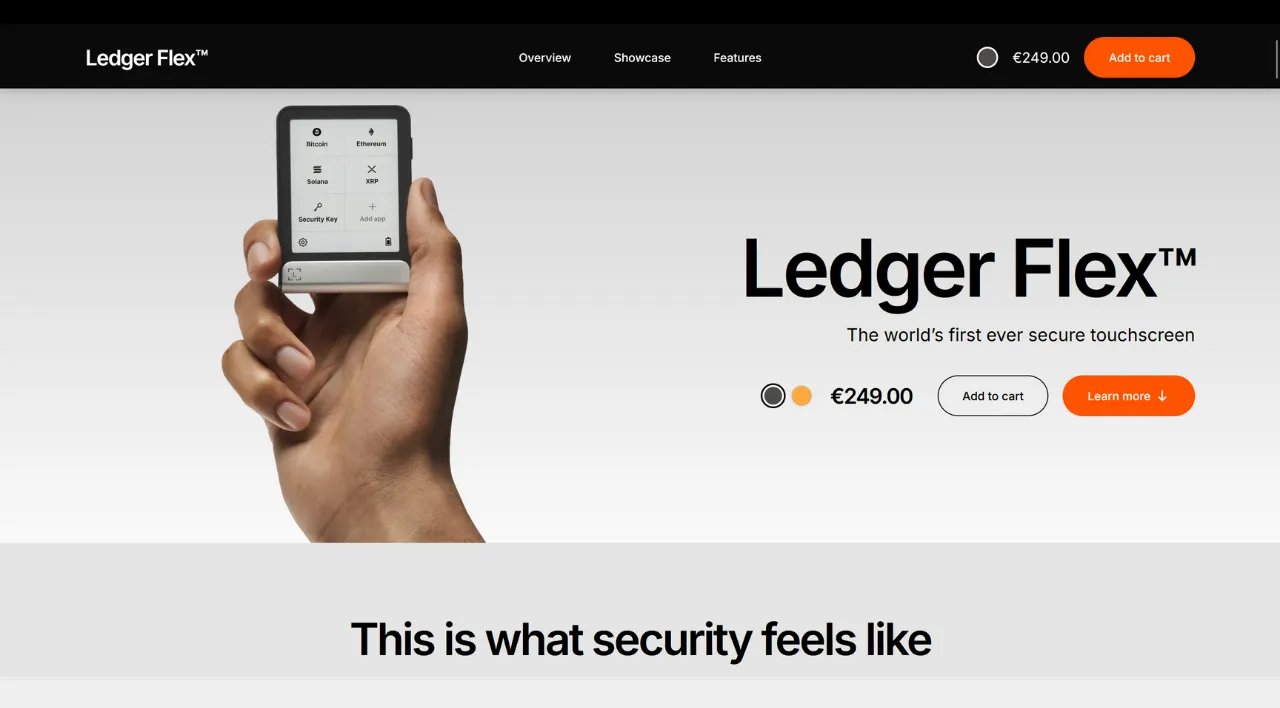 Ledger Flex™
Overview
Showcase
Features
€249.00
Add to cart
Bitcoin
Ethereum
Solana
XRP
Security Key
Add app
Ledger Flex™
The world’s first ever secure touchscreen
€249.00
Add to cart
Learn more ↓
This is what security feels like